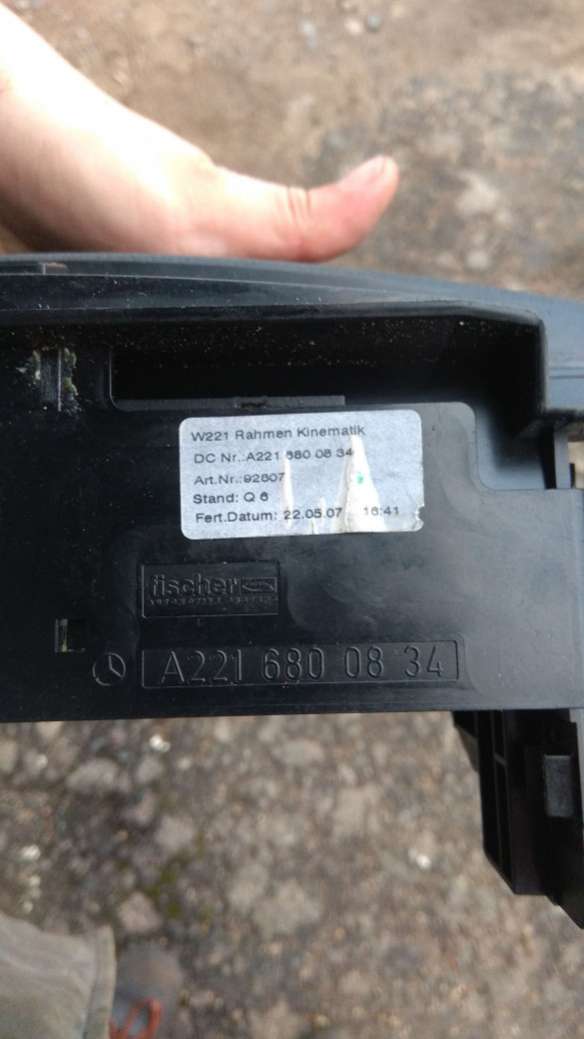 W221 Rahmen Kinematik
DC Nr.:A221 680 08 34
Art.Nr.:92607
Stand: Q 6
Fert.Datum: 22.05.07 16:41
fischer
A221 680 08 34